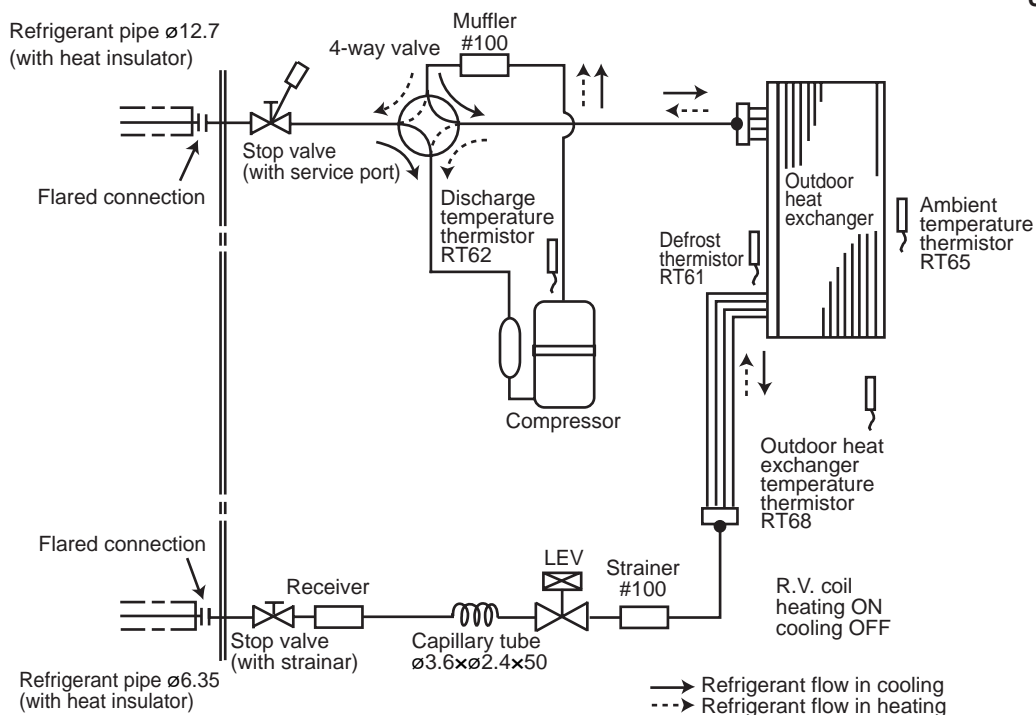 Refrigerant pipe ø12.7
(with heat insulator)
4-way valve
Muffler
#100
Stop valve
(with service port)
Flared connection
Discharge
temperature
thermistor
RT62
Outdoor
heat
exchanger
Defrost
thermistor
RT61
Ambient
temperature
thermistor
RT65
Compressor
Outdoor heat
exchanger
temperature
thermistor
RT68
Flared connection
Receiver
LEV
Strainer
#100
R.V. coil
heating ON
cooling OFF
Stop valve
(with strainar)
Capillary tube
ø3.6×ø2.4×50
Refrigerant pipe ø6.35
(with heat insulator)
Refrigerant flow in cooling
Refrigerant flow in heating